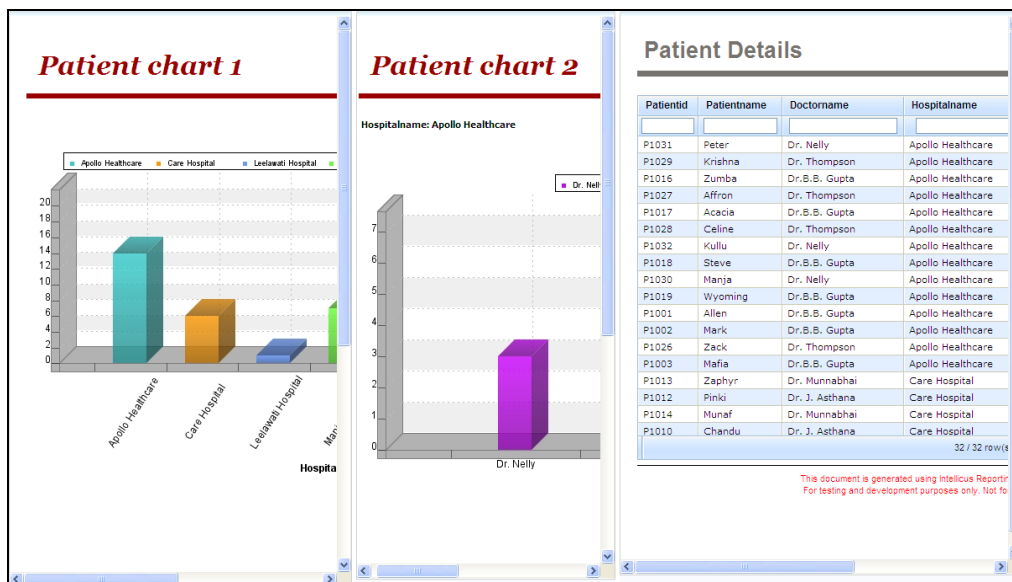 Patient chart 1
Apollo Healthcare Care Hospital Leelawati Hospital
20
18
16
14
12
10
8
6
4
2
0
Apollo Healthcare
Care Hospital
Leelawati Hospital
Hospita
Patient chart 2
Hospitalname: Apollo Healthcare
Dr. Nell
7
5
4
3
2
1
0
Dr. Nelly
Patient Details
Patientid Patientname Doctorname Hospitalname
P1031 Peter Dr. Nelly Apollo Healthcare
P1029 Krishna Dr. Thompson Apollo Healthcare
P1016 Zumba Dr.B.B. Gupta Apollo Healthcare
P1027 Affron Dr. Thompson Apollo Healthcare
P1017 Acacia Dr.B.B. Gupta Apollo Healthcare
P1028 Celine Dr. Thompson Apollo Healthcare
P1032 Kullu Dr. Nelly Apollo Healthcare
P1018 Steve Dr.B.B. Gupta Apollo Healthcare
P1030 Manja Dr. Nelly Apollo Healthcare
P1019 Wyoming Dr.B.B. Gupta Apollo Healthcare
P1001 Allen Dr.B.B. Gupta Apollo Healthcare
P1002 Mark Dr.B.B. Gupta Apollo Healthcare
P1026 Zack Dr. Thompson Apollo Healthcare
P1003 Mafia Dr.B.B. Gupta Apollo Healthcare
P1013 Zaphyr Dr. Munnabhai Care Hospital
P1012 Pinki Dr. J. Asthana Care Hospital
P1014 Munaf Dr. Munnabhai Care Hospital
P1010 Chandu Dr. J. Asthana Care Hospital
32 / 32 row(s
This document is generated using Intellicus Reportin
For testing and development purposes only. Not fo